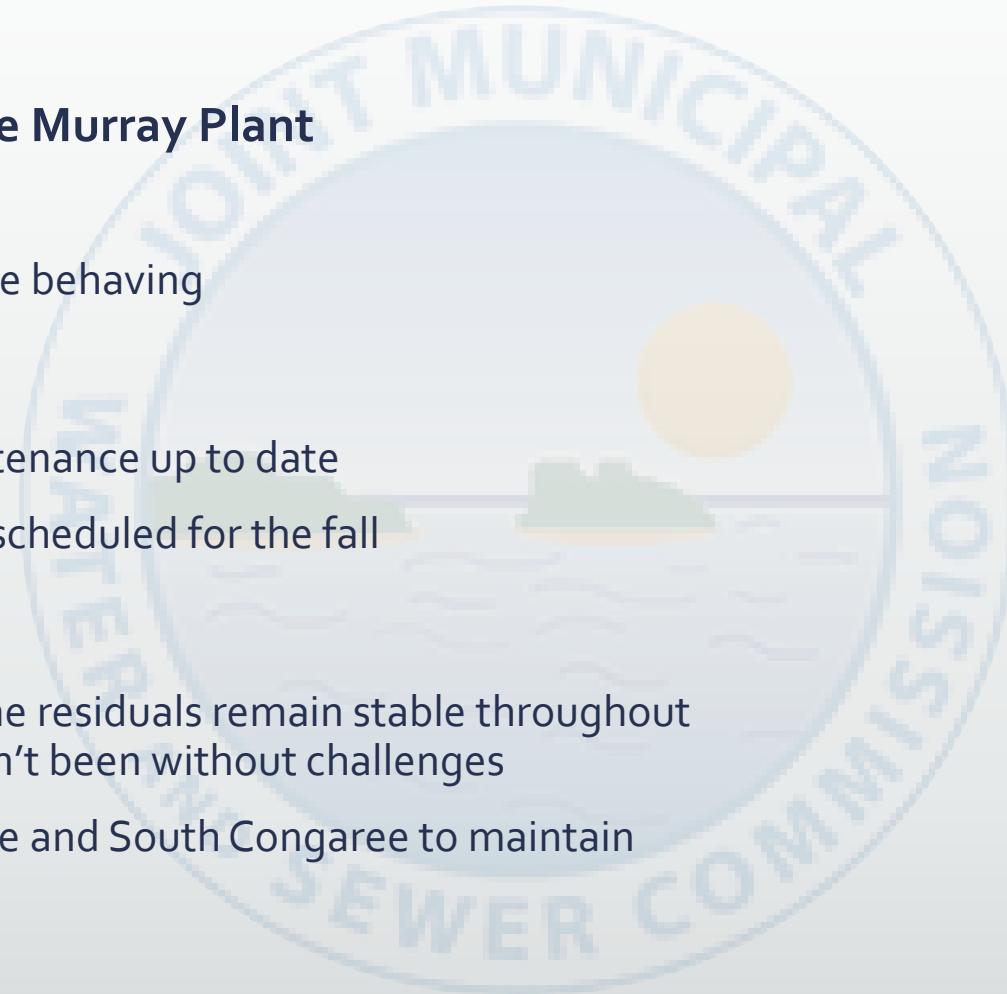 e Murray Plant
e behaving
tenance up to date
scheduled for the fall
ne residuals remain stable throughout
n't been without challenges
e and South Congaree to maintain
JOINT MUNICIPAL
WATER AND SEWER COMMISSION